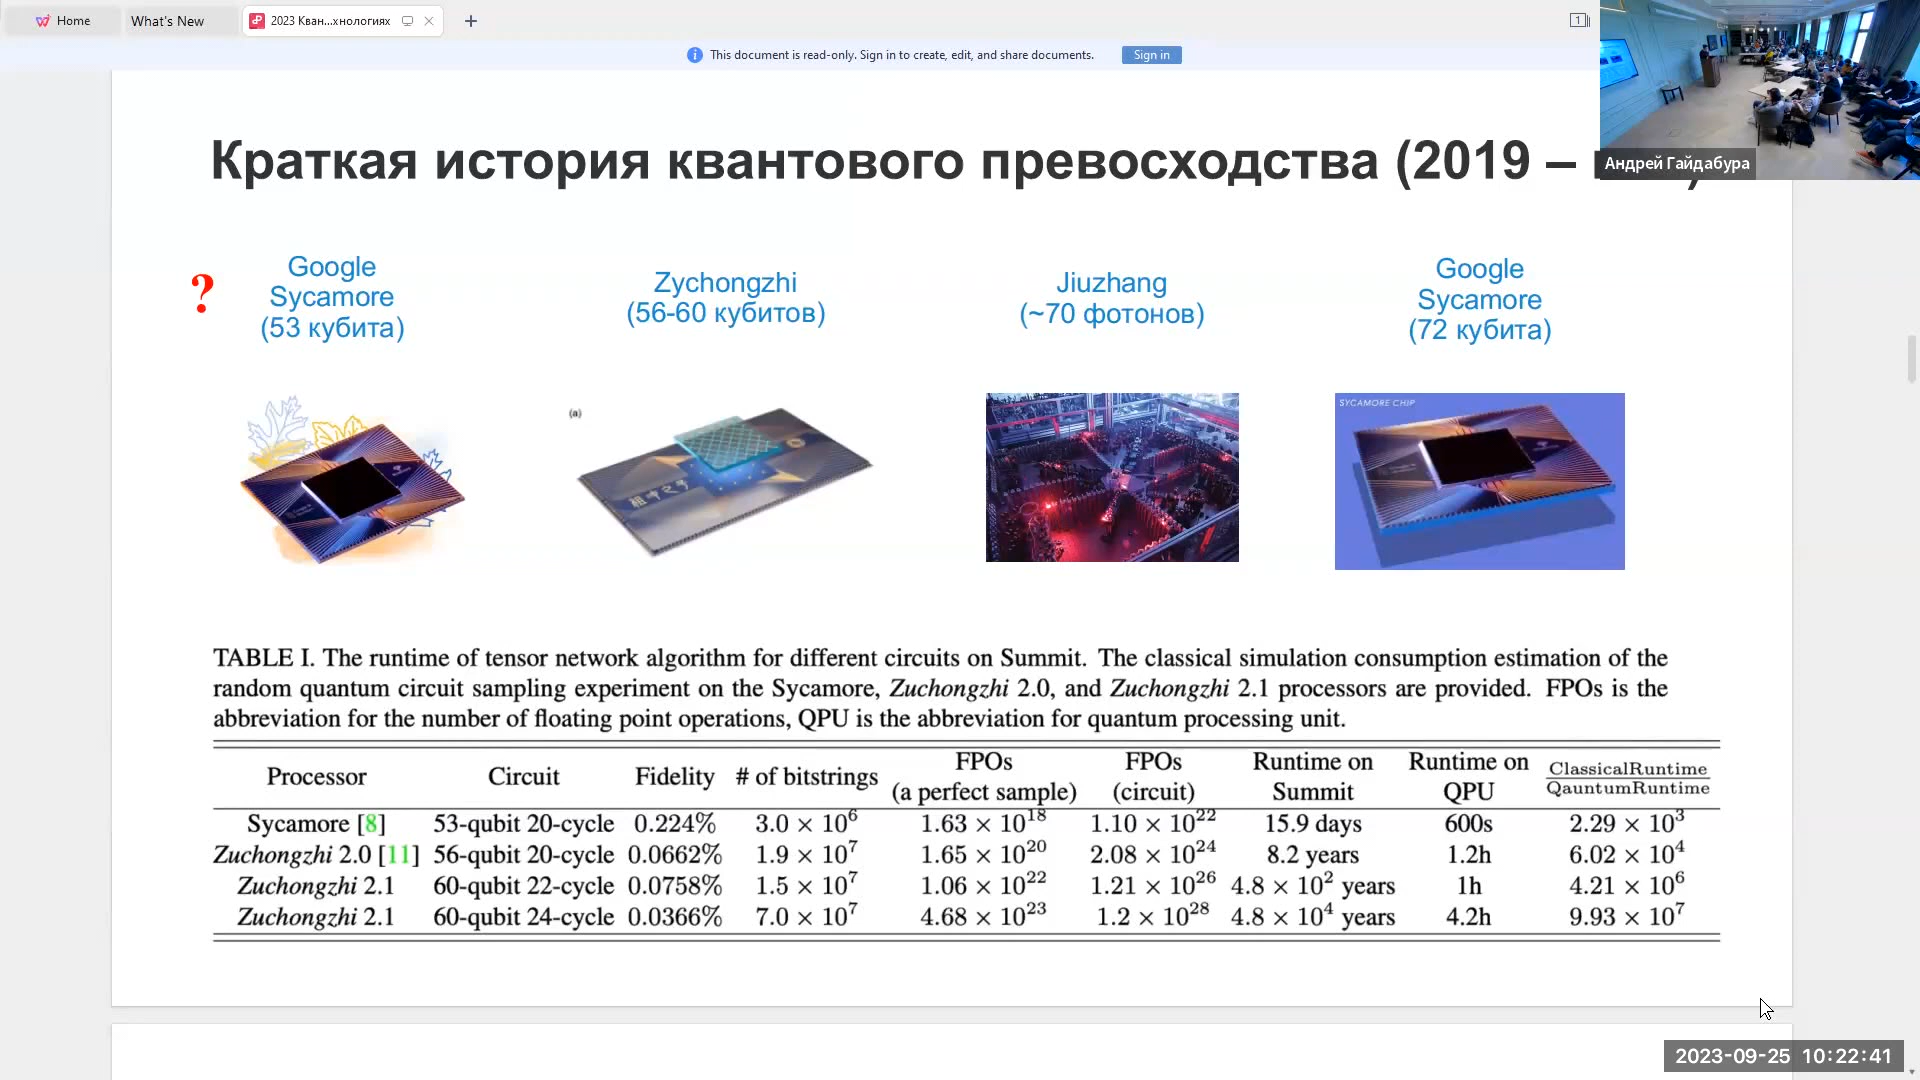 Home
What's New
2023 Кван...хнологиях
This document is read-only. Sign in to create, edit, and share documents.
Sign in
Андрей Гайдабура
Краткая история квантового превосходства (2019 –
?
Google
Sycamore
(53 кубита)
Zychongzhi
(56-60 кубитов)
Jiuzhang
(~70 фотонов)
Google
Sycamore
(72 кубита)
(a)
SYCAMORE CHIP
TABLE I. The runtime of tensor network algorithm for different circuits on Summit. The classical simulation consumption estimation of the
random quantum circuit sampling experiment on the Sycamore, Zuchongzhi 2.0, and Zuchongzhi 2.1 processors are provided. FPOs is the
abbreviation for the number of floating point operations, QPU is the abbreviation for quantum processing unit.
Processor Circuit Fidelity # of bitstrings FPOs (a perfect sample) FPOs (circuit) Runtime on Summit Runtime on QPU ClassicalRuntime / QauntumRuntime
Sycamore [8] 53-qubit 20-cycle 0.224% 3.0 × 10^6 1.63 × 10^18 1.10 × 10^22 15.9 days 600s 2.29 × 10^3
Zuchongzhi 2.0 [11] 56-qubit 20-cycle 0.0662% 1.9 × 10^7 1.65 × 10^20 2.08 × 10^24 8.2 years 1.2h 6.02 × 10^4
Zuchongzhi 2.1 60-qubit 22-cycle 0.0758% 1.5 × 10^7 1.06 × 10^22 1.21 × 10^26 4.8 × 10^2 years 1h 4.21 × 10^6
Zuchongzhi 2.1 60-qubit 24-cycle 0.0366% 7.0 × 10^7 4.68 × 10^23 1.2 × 10^28 4.8 × 10^4 years 4.2h 9.93 × 10^7
2023-09-25 10:22:41